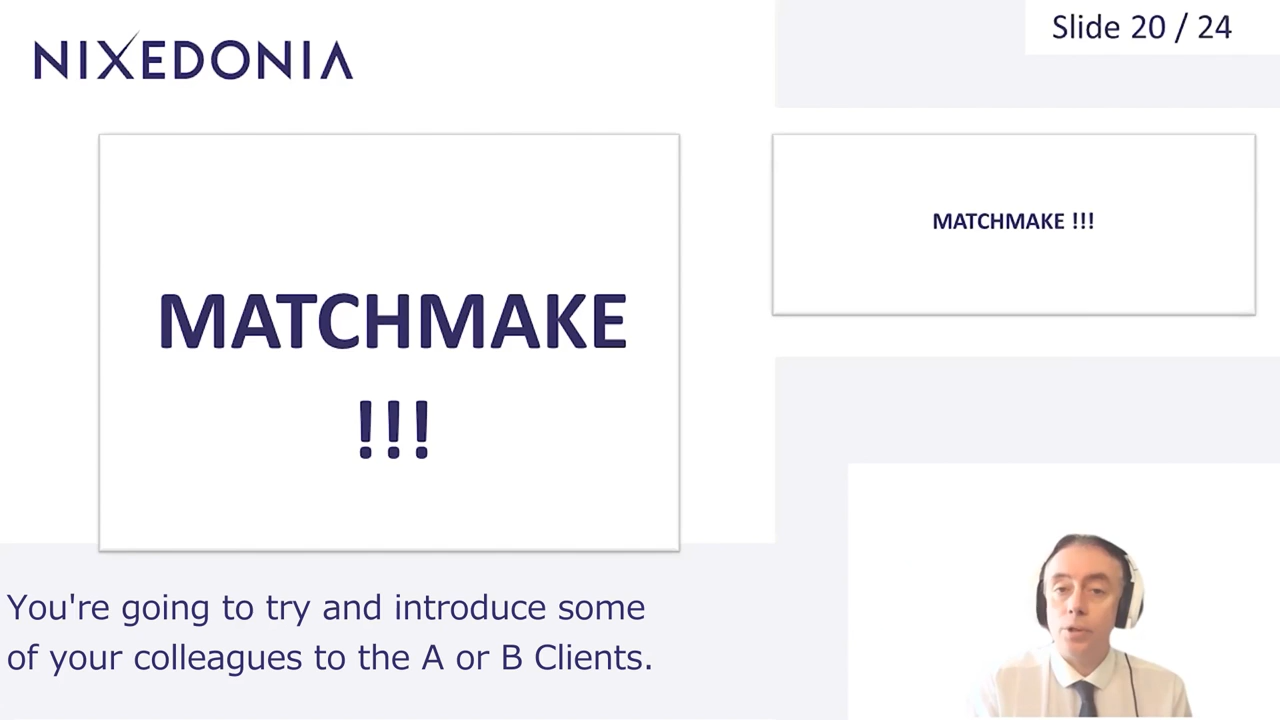 NIXEDONIA
Slide 20 / 24
MATCHMAKE
!!!
MATCHMAKE !!!
You're going to try and introduce some
of your colleagues to the A or B Clients.